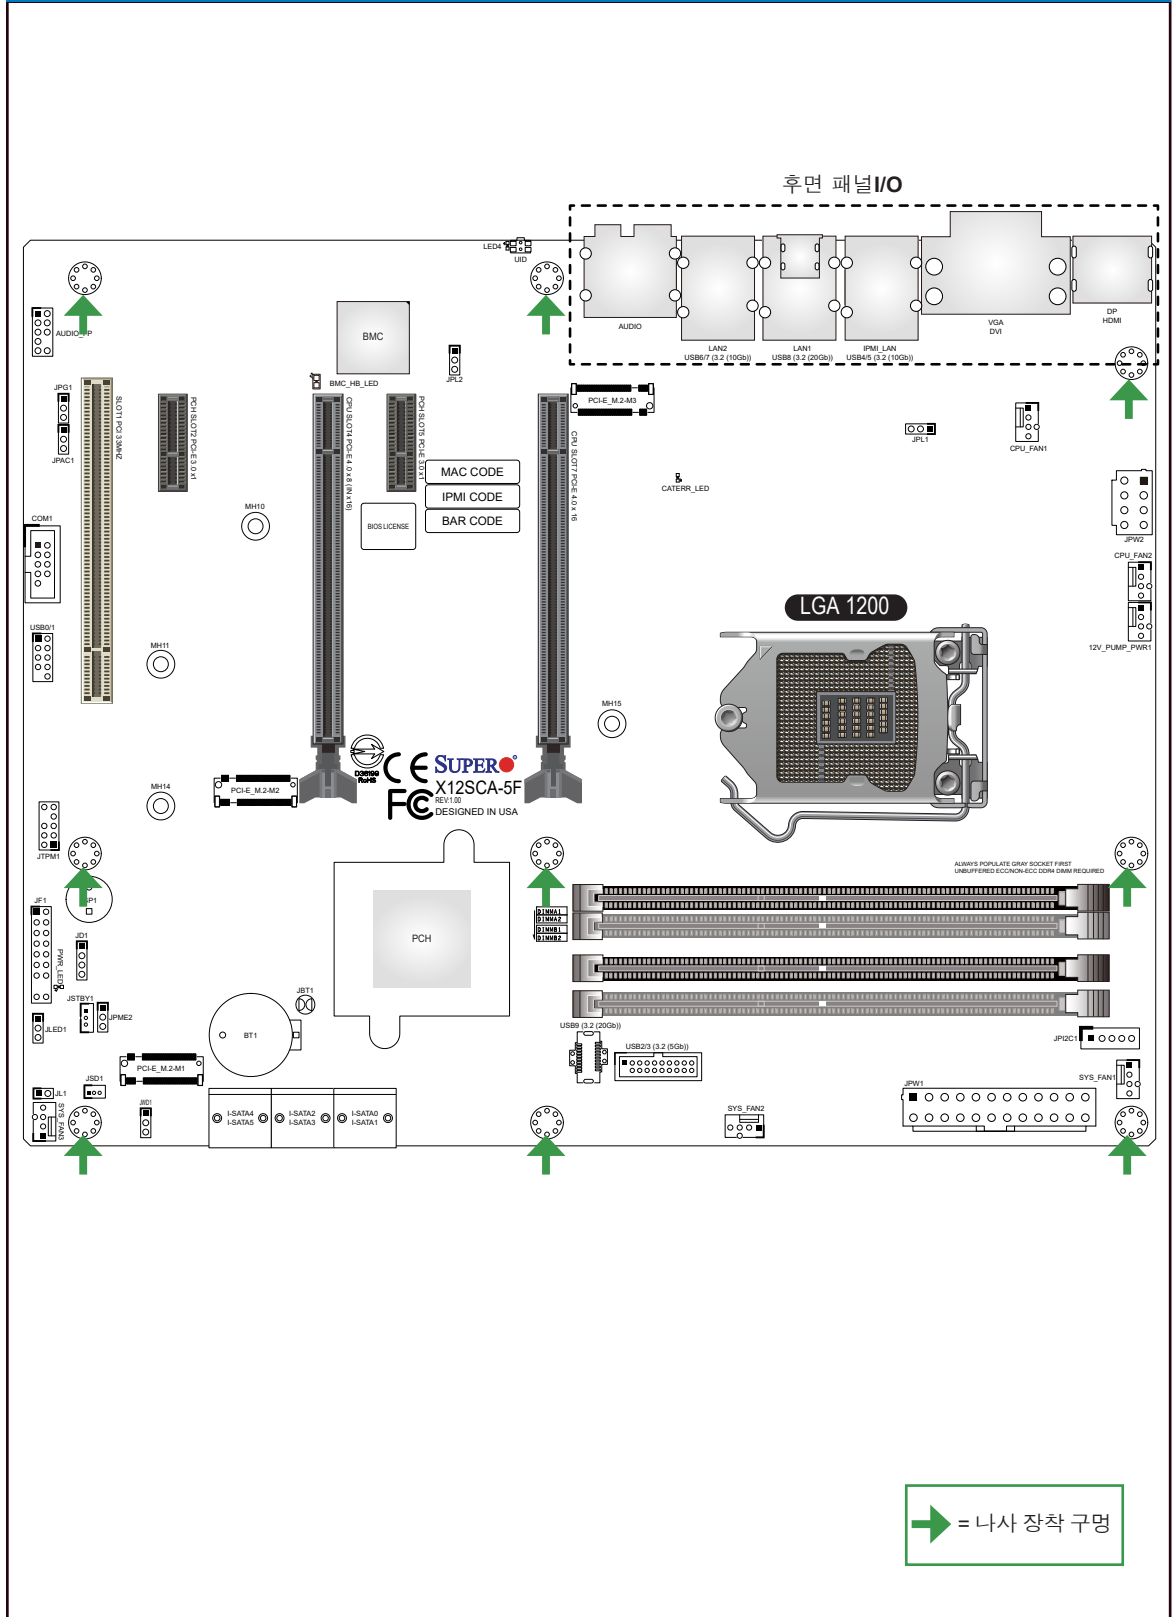 후면 패널I/O
LED4
UID
AUDIO_FP
BMC
AUDIO
LAN2
USB6/7 (3.2 (10Gb))
LAN1
USB8 (3.2 (20Gb))
IPMI_LAN
USB4/5 (3.2 (10Gb))
VGA
DVI
DP
HDMI
JPL2
BMC_HB_LED
JPG1
JPAC1
SLOT1 PCI 33MHZ
PCH SLOT2 PCI-E 3.0 x1
CPU SLOT4 PCI-E 4.0 x 8 (IN x16)
PCH SLOT5 PCI-E 3.0 x1
CPU SLOT7 PCI-E 4.0 x 16
PCI-E_M.2-M3
JPL1
CPU_FAN1
MAC CODE
IPMI CODE
BAR CODE
BIOS LICENSE
CATERR_LED
MH10
COM1
JPW2
CPU_FAN2
12V_PUMP_PWR1
LGA 1200
USB0/1
MH11
MH15
D36199
RoHS
SUPER
X12SCA-5F
REV:1.00
DESIGNED IN USA
PCI-E_M.2-M2
MH14
JTPM1
ALWAYS POPULATE GRAY SOCKET FIRST
UNBUFFERED ECC/NON-ECC DDR4 DIMM REQUIRED
JF1
SP1
DIMMA1
DIMMA2
DIMMB1
DIMMB2
PCH
JD1
PWR_LED
JSTBY1
JPME2
JBT1
BT1
JLED1
USB9 (3.2 (20Gb))
USB2/3 (3.2 (5Gb))
JPI2C1
PCI-E_M.2-M1
JSD1
JL1
SYS_FAN3
JWD1
I-SATA4
I-SATA5
I-SATA2
I-SATA3
I-SATA0
I-SATA1
SYS_FAN2
JPW1
SYS_FAN1
= 나사 장착 구멍